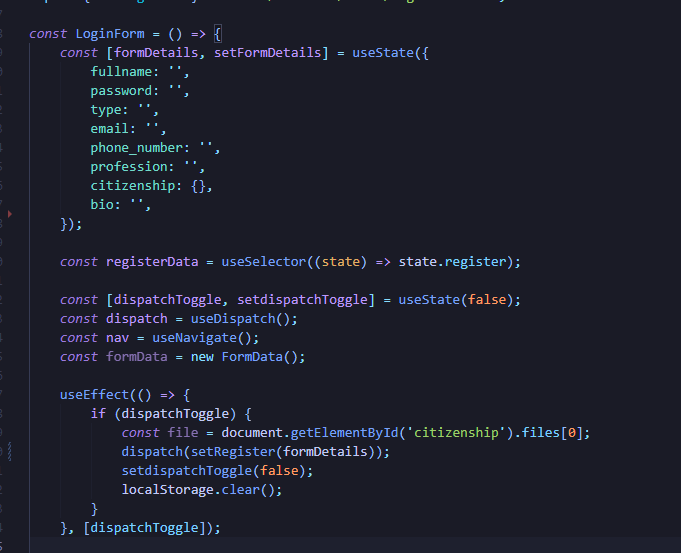 const LoginForm = () => {
const [formDetails, setFormDetails] = useState({
fullname: '',
password: '',
type: '',
email: '',
phone_number: '',
profession: '',
citizenship: {},
bio: '',
});
const registerData = useSelector((state) => state.register);
const [dispatchToggle, setdispatchToggle] = useState(false);
const dispatch = useDispatch();
const nav = useNavigate();
const formData = new FormData();
useEffect(() => {
if (dispatchToggle) {
const file = document.getElementById('citizenship').files[0];
dispatch(setRegister(formDetails));
setdispatchToggle(false);
localStorage.clear();
}
}, [dispatchToggle]);